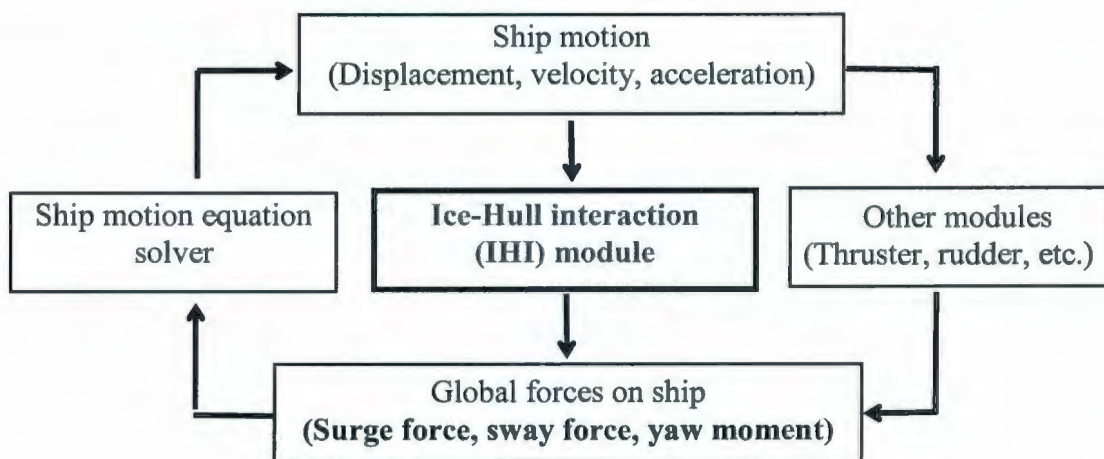 Ship motion
(Displacement, velocity, acceleration)
Ship motion equation
solver
Ice-Hull interaction
(IHI) module
Other modules
(Thruster, rudder, etc.)
Global forces on ship
(Surge force, sway force, yaw moment)